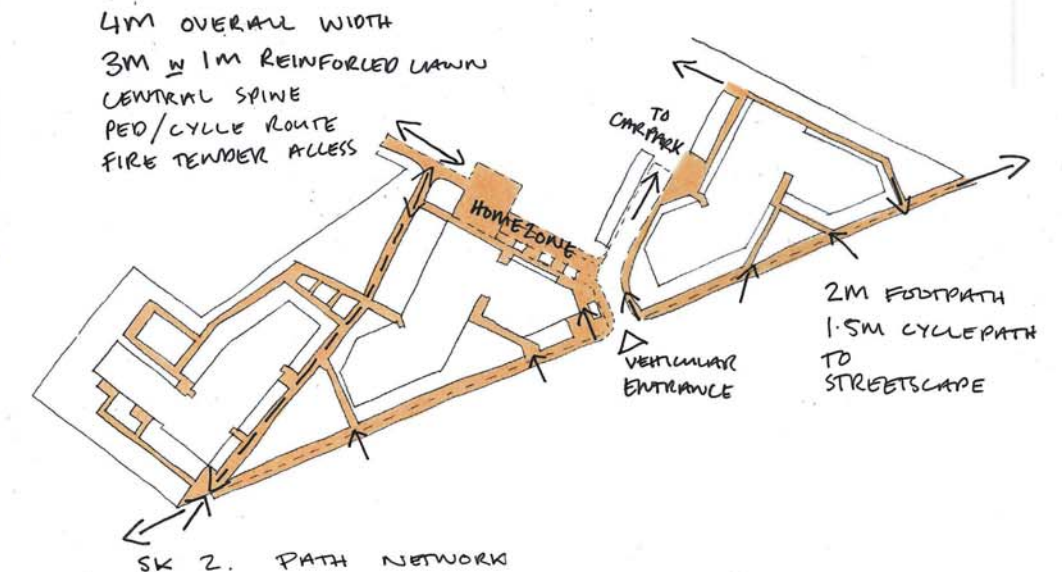 4M OVERALL WIDTH
3M W 1M REINFORCED LAWN
CENTRAL SPINE
PED/CYCLE ROUTE
FIRE TENDER ACCESS
TO
CARPARK
HOMEZONE
VEHICULAR
ENTRANCE
2M FOOTPATH
1.5M CYCLEPATH
TO
STREETSCAPE
SK 2. PATH NETWORK